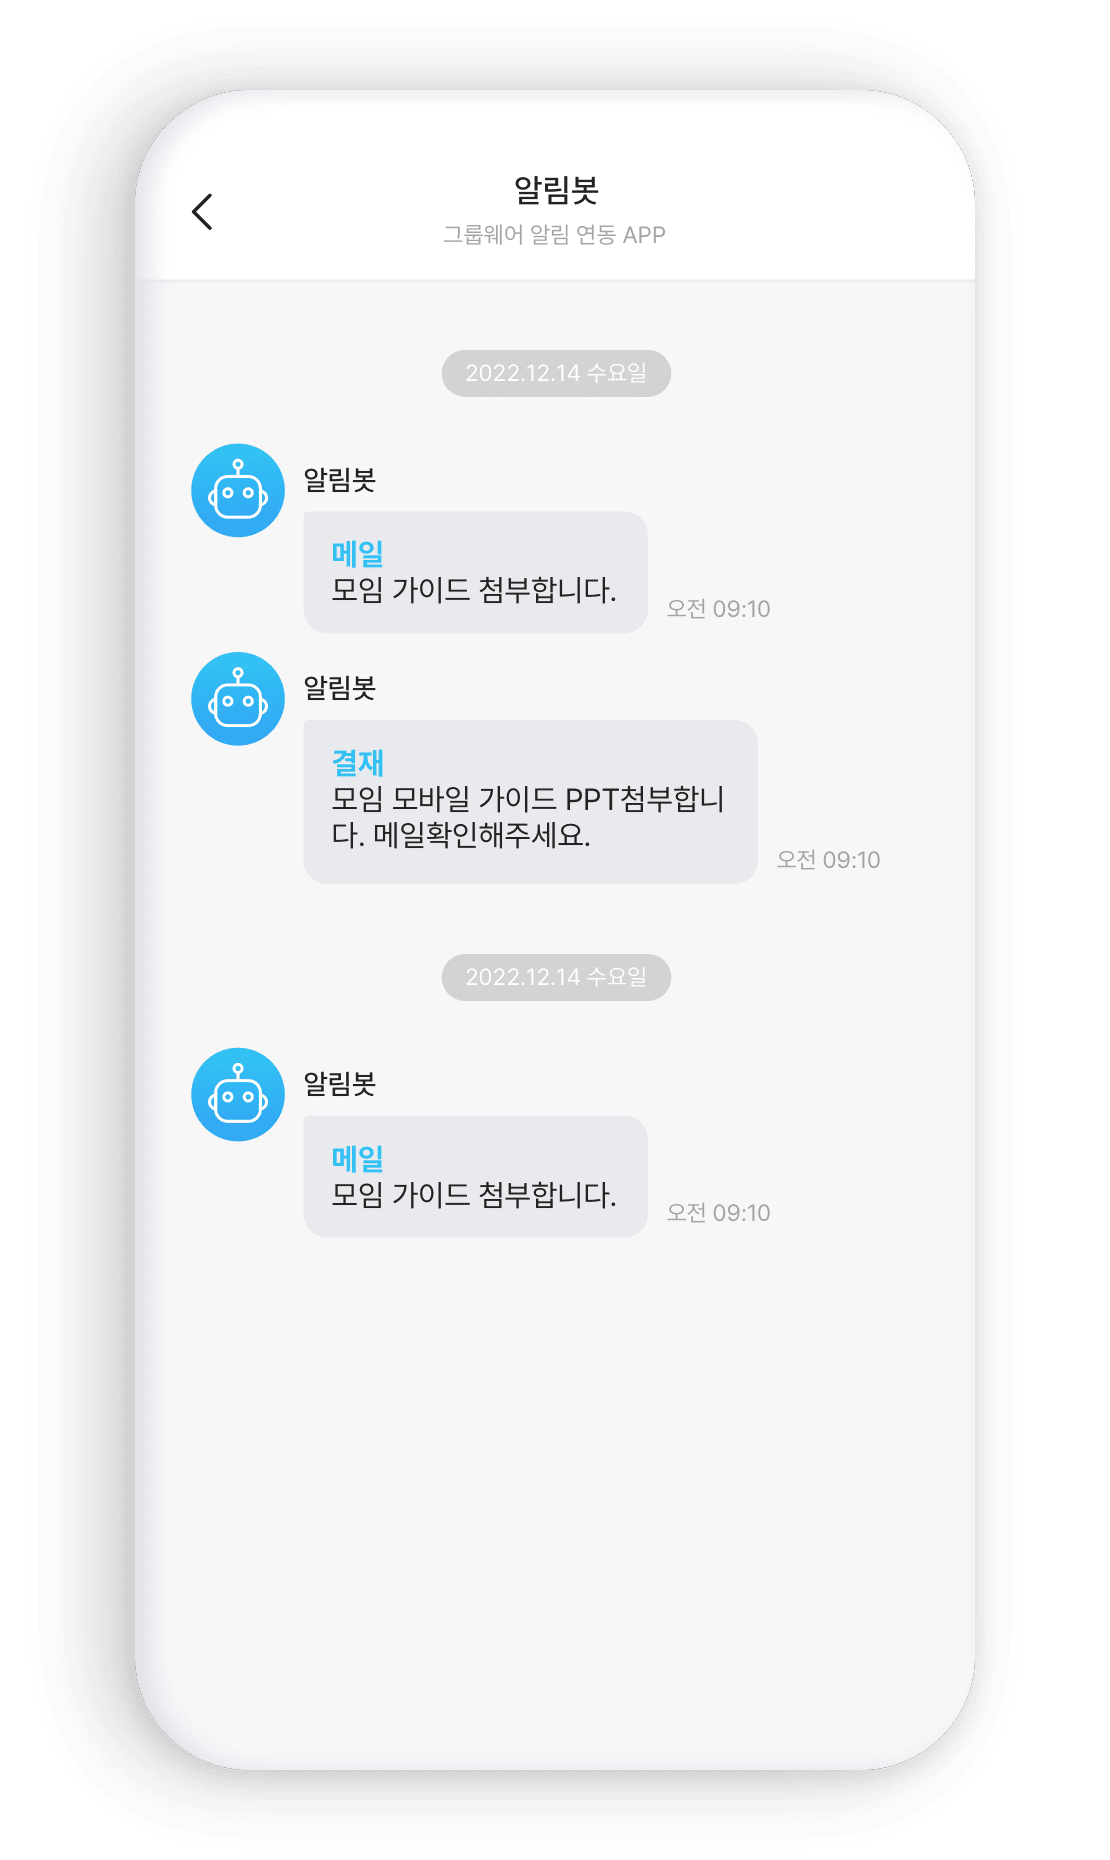 알림봇
그룹웨어 알림 연동 APP
2022.12.14 수요일
알림봇
메일
모임 가이드 첨부합니다.
오전 09:10
알림봇
결재
모임 모바일 가이드 PPT첨부합니
다. 메일확인해주세요.
오전 09:10
2022.12.14 수요일
알림봇
메일
모임 가이드 첨부합니다.
오전 09:10